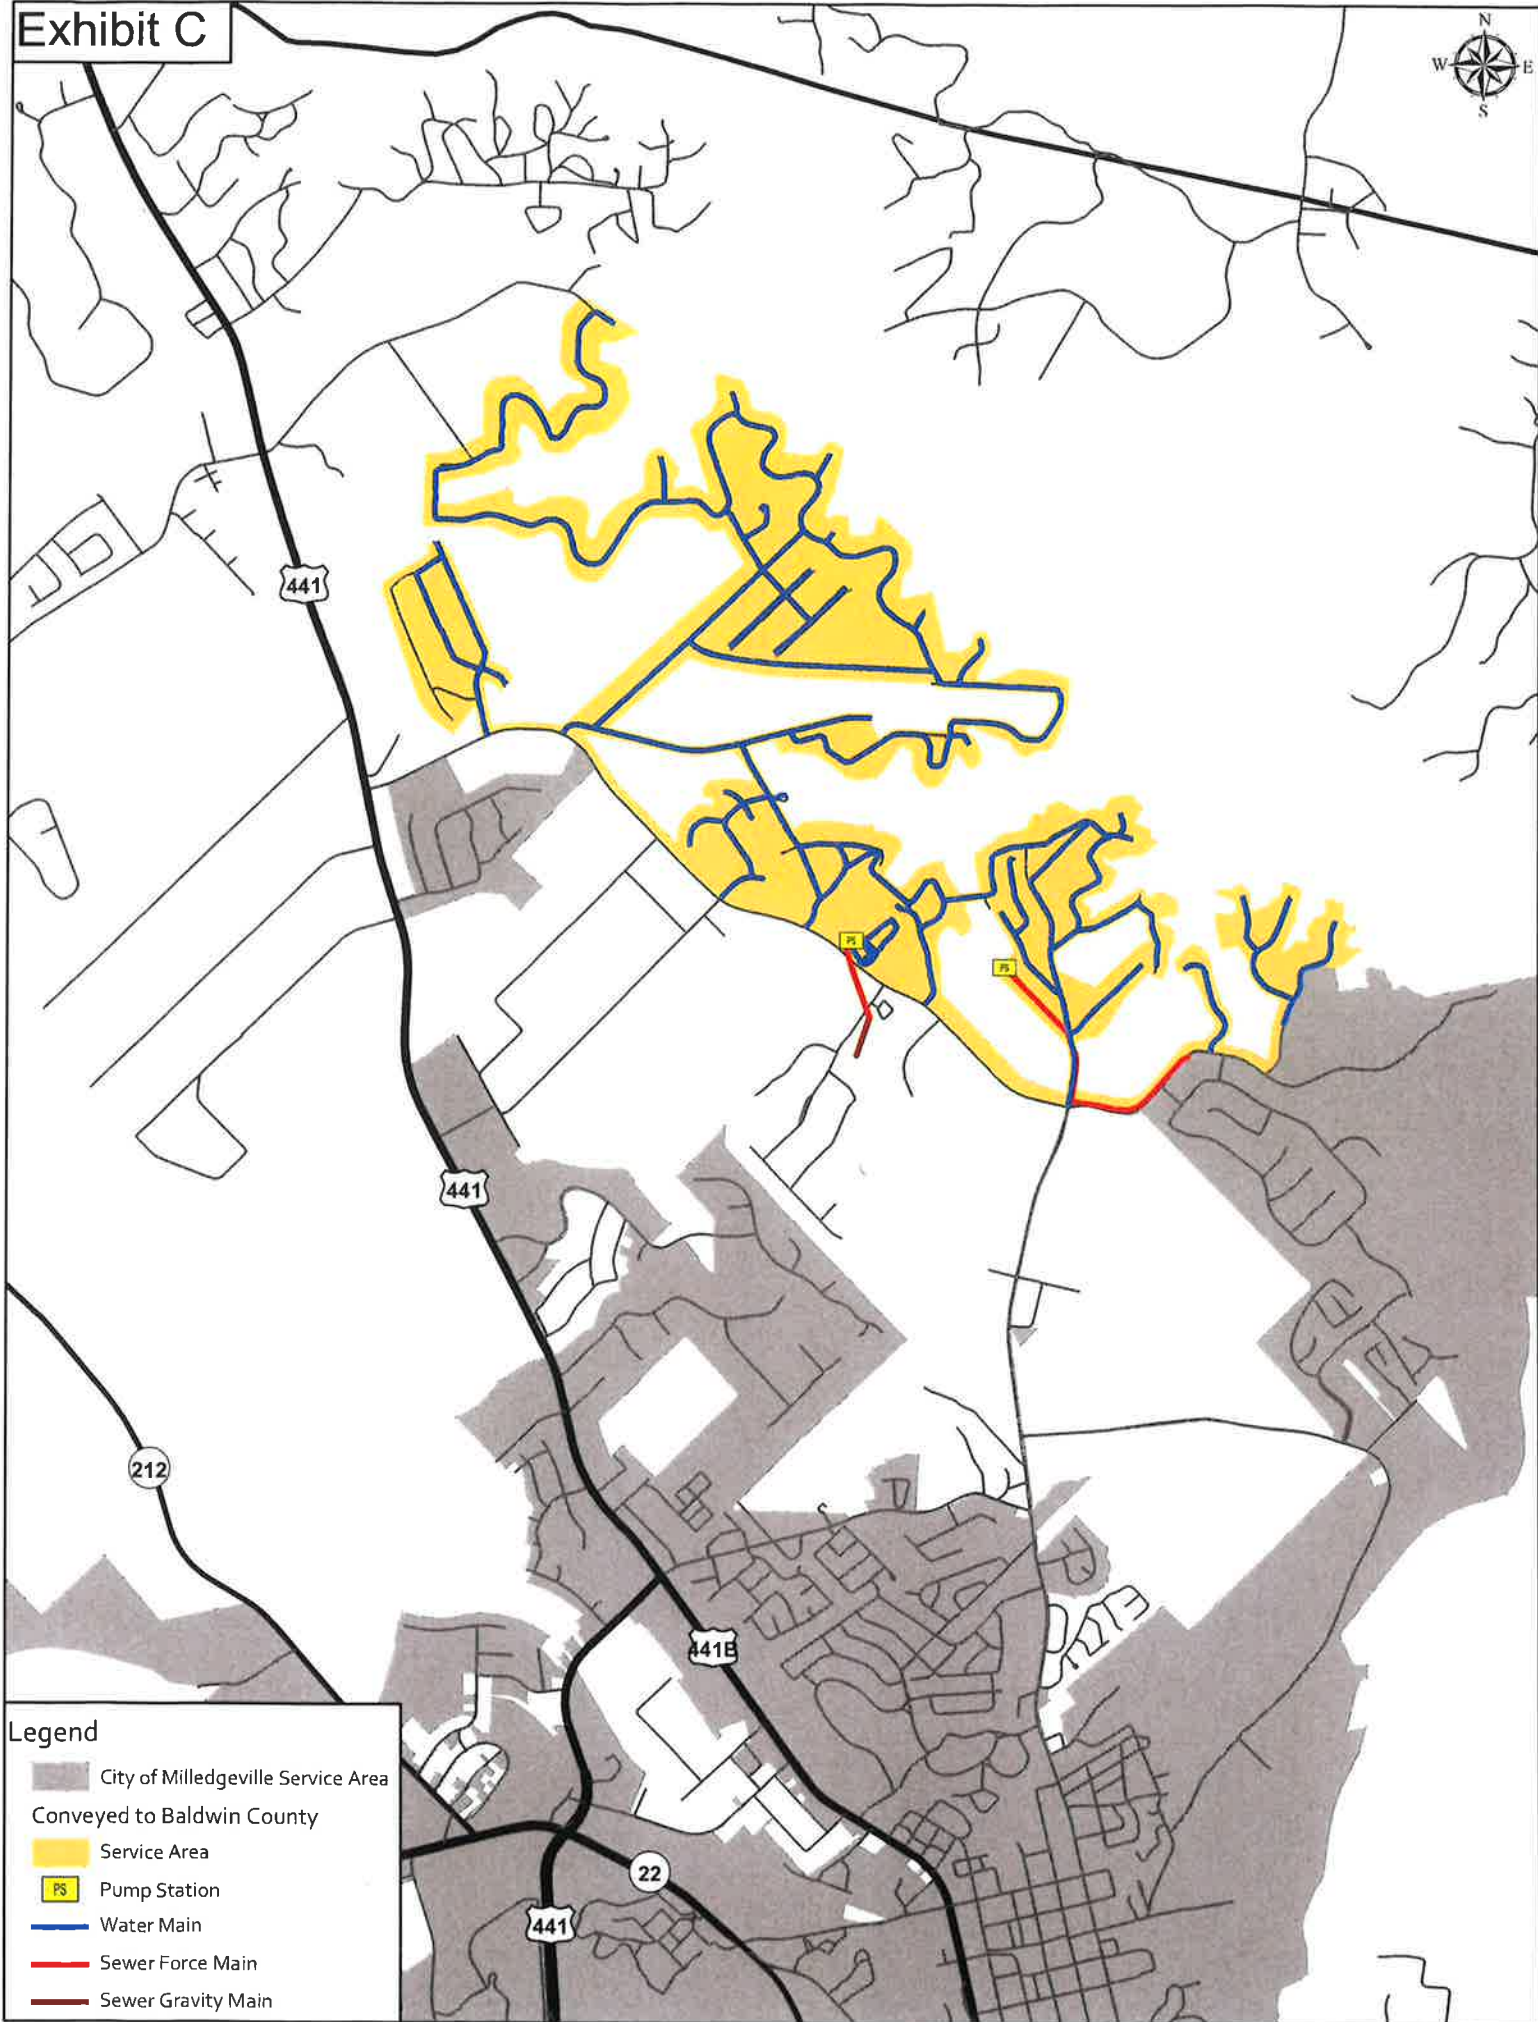 Exhibit C
N
W E
S
441
PS
PS
441
212
441B
22
441
Legend
City of Milledgeville Service Area
Conveyed to Baldwin County
Service Area
PS Pump Station
Water Main
Sewer Force Main
Sewer Gravity Main